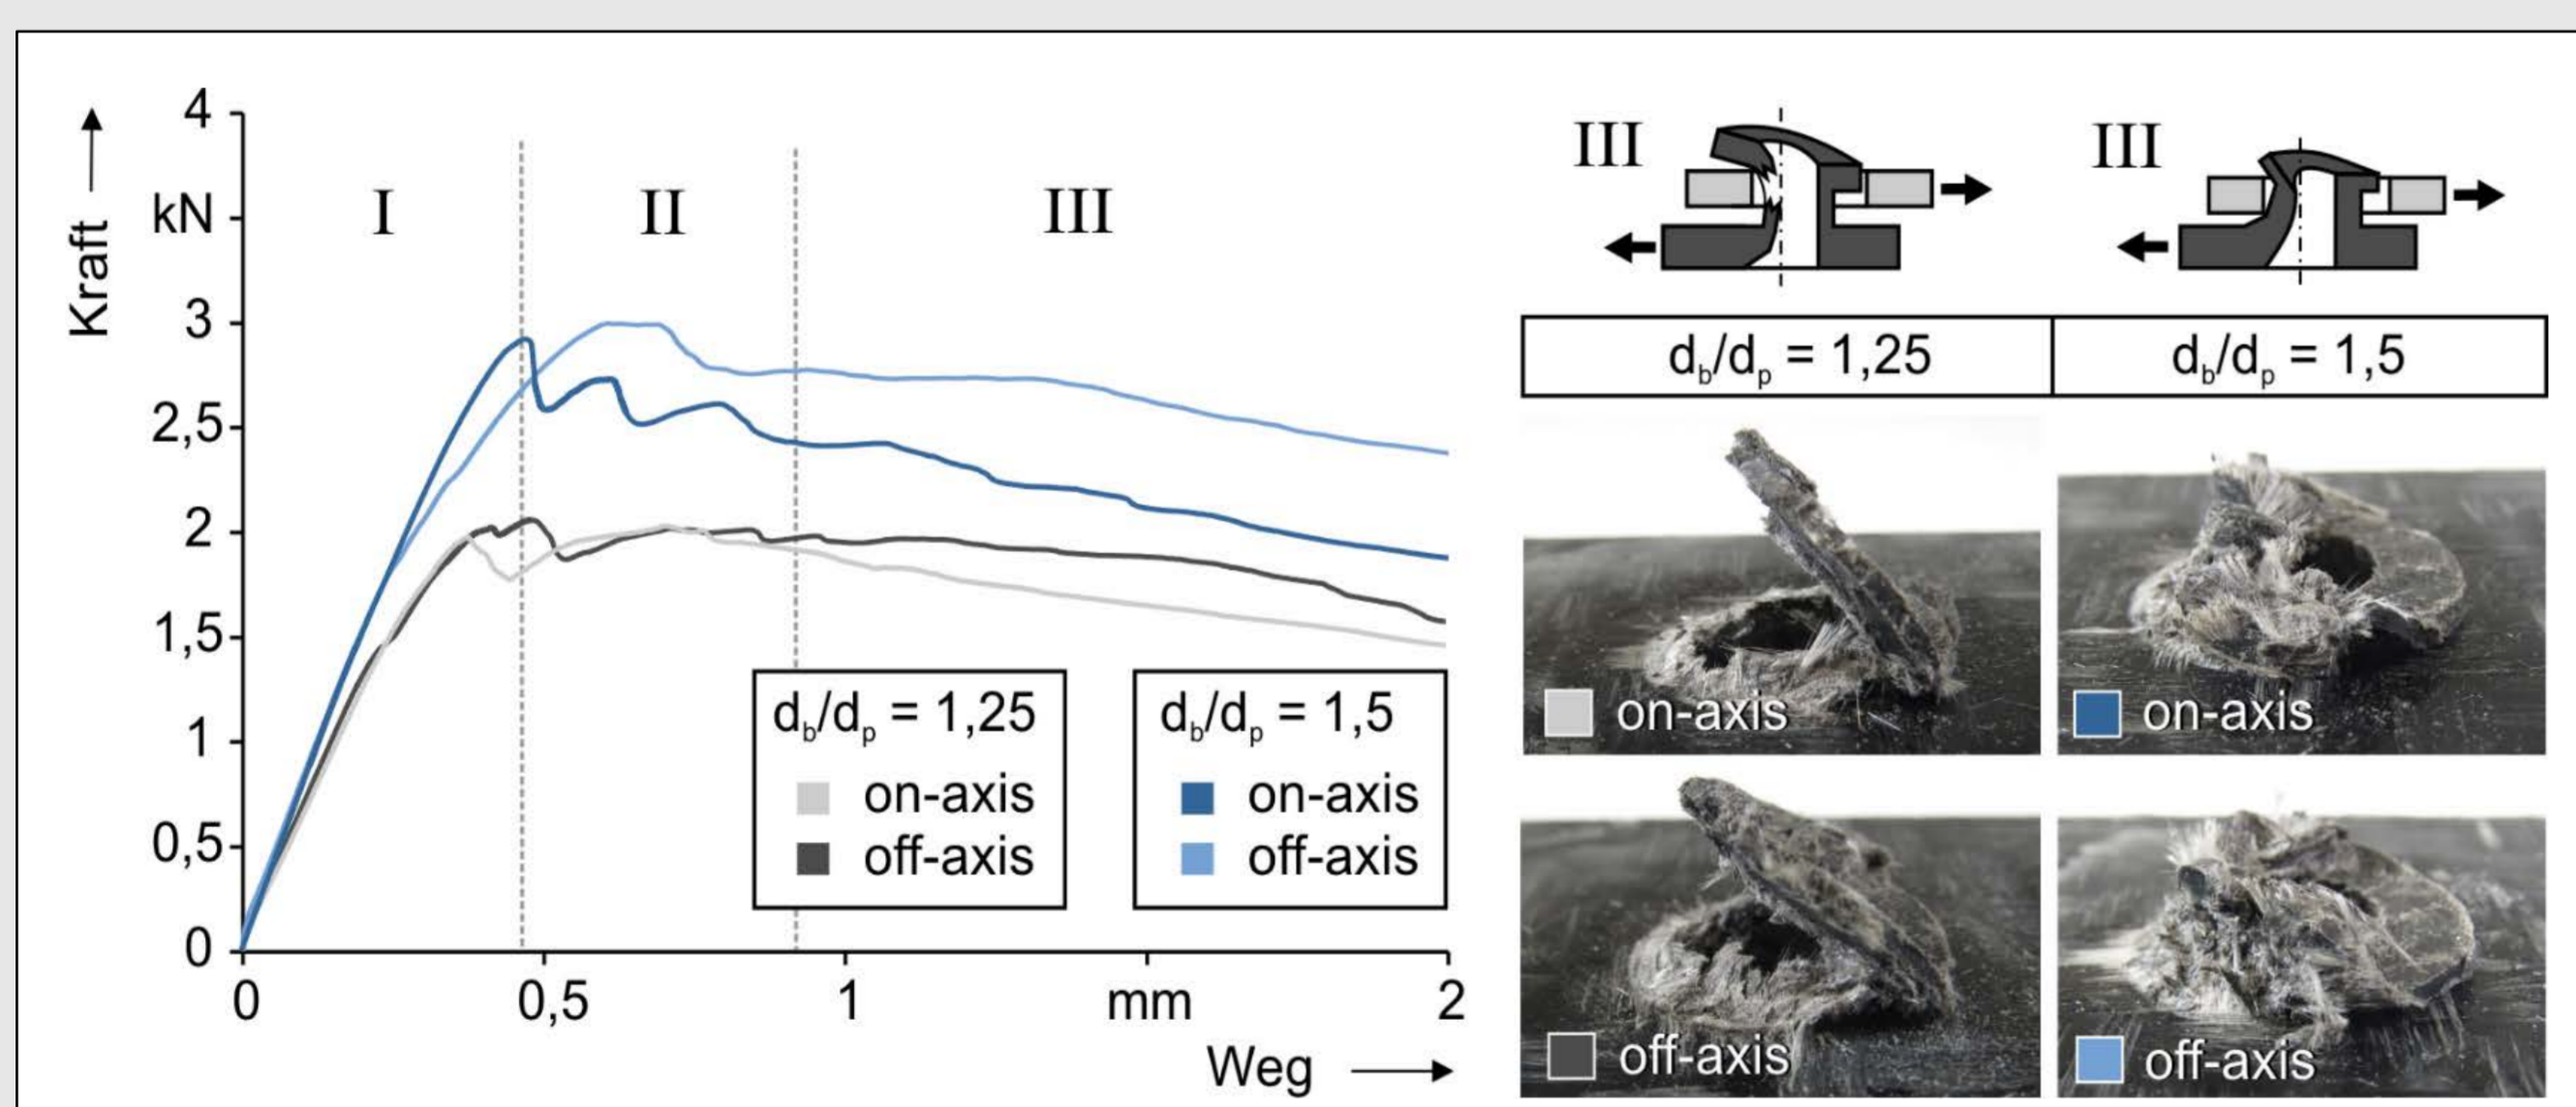 Kraft
4
kN
3
2,5
2
1,5
1
0,5
0
I
II
III
0
0,5
1
mm
2
Weg
d_b/d_p = 1,25
on-axis
off-axis
d_b/d_p = 1,5
on-axis
off-axis
III
III
d_b/d_p = 1,25
d_b/d_p = 1,5
on-axis
on-axis
off-axis
off-axis